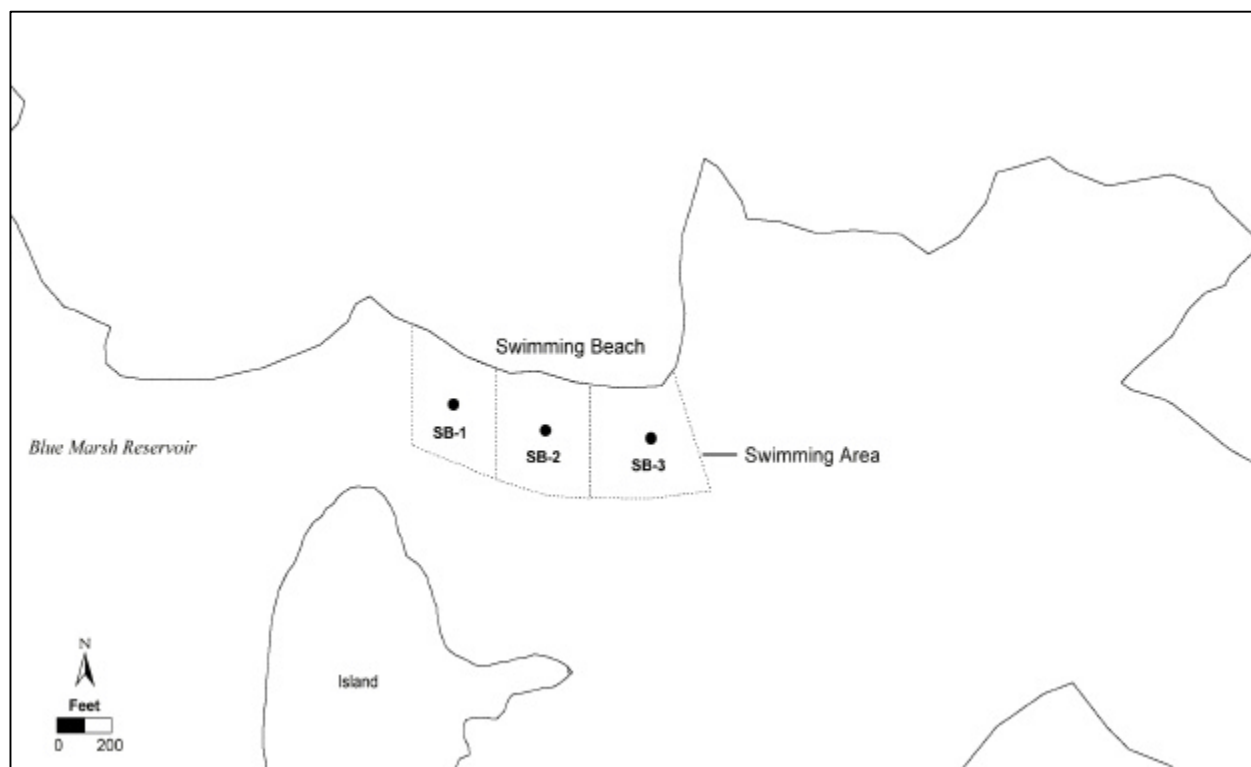 Swimming Beach
SB-1
SB-2
SB-3
Blue Marsh Reservoir
Swimming Area
Island
N
Feet
0 200